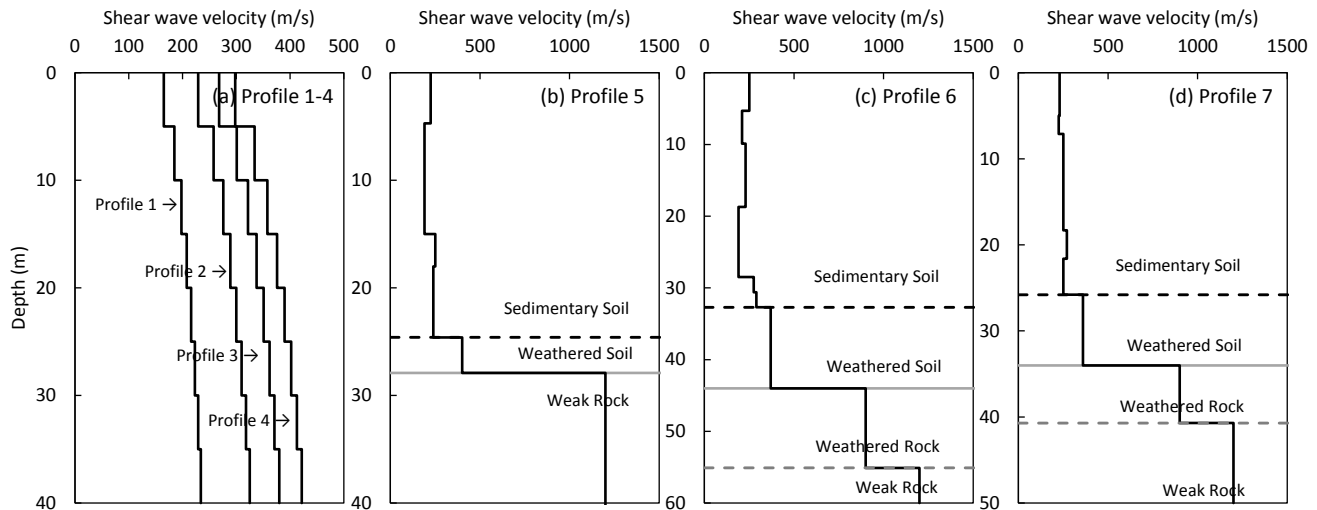 Shear wave velocity (m/s)
0 100 200 300 400 500
0
10
20
30
40
Depth (m)
(a) Profile 1-4
Profile 1→
Profile 2→
Profile 3→
Profile 4→
Shear wave velocity (m/s)
0 500 1000 1500
0
10
20
30
40
(b) Profile 5
Sedimentary Soil
Weathered Soil
Weak Rock
Shear wave velocity (m/s)
0 500 1000 1500
0
10
20
30
40
50
60
(c) Profile 6
Sedimentary Soil
Weathered Soil
Weathered Rock
Weak Rock
Shear wave velocity (m/s)
0 500 1000 1500
0
10
20
30
40
50
(d) Profile 7
Sedimentary Soil
Weathered Soil
Weathered Rock
Weak Rock